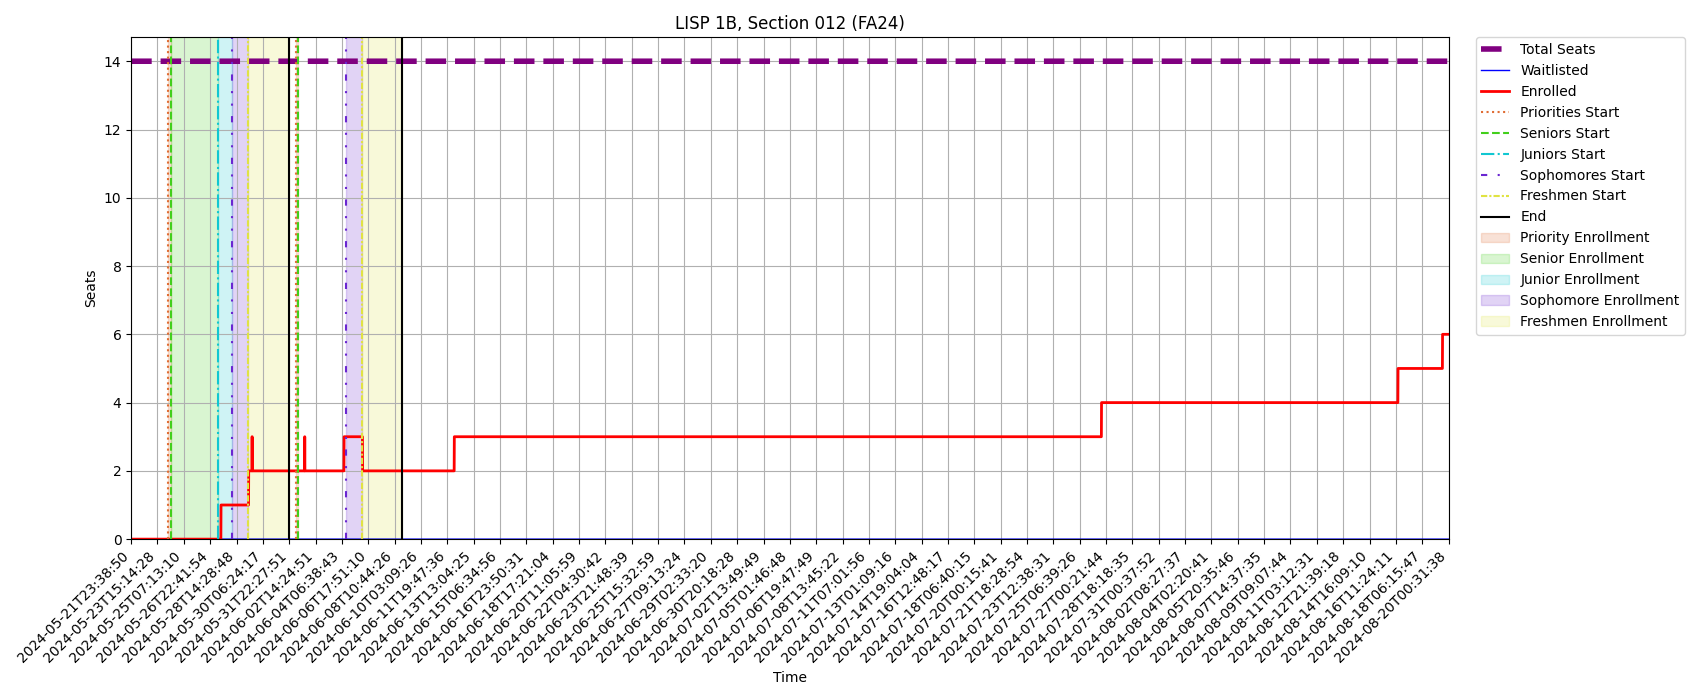 LISP 1B, Section 012 (FA24)
Seats
14
12
10
8
6
4
2
0
2024-05-21T23:38:50
2024-05-23T15:14:28
2024-05-25T07:13:10
2024-05-26T22:41:54
2024-05-28T14:28:48
2024-05-30T06:24:17
2024-05-31T22:27:51
2024-06-02T14:24:51
2024-06-04T06:38:43
2024-06-06T17:51:10
2024-06-08T10:44:26
2024-06-10T03:09:26
2024-06-11T19:47:36
2024-06-13T13:04:25
2024-06-15T06:34:56
2024-06-16T23:50:31
2024-06-18T17:21:04
2024-06-20T11:05:59
2024-06-22T04:30:42
2024-06-23T21:48:39
2024-06-25T15:32:59
2024-06-27T09:13:24
2024-06-29T02:33:20
2024-06-30T20:18:28
2024-07-02T13:49:49
2024-07-05T01:46:48
2024-07-06T19:47:49
2024-07-08T13:45:22
2024-07-11T07:01:56
2024-07-13T01:09:16
2024-07-14T19:04:04
2024-07-16T12:48:17
2024-07-18T06:40:15
2024-07-20T00:15:41
2024-07-21T18:28:54
2024-07-23T12:38:31
2024-07-25T06:39:26
2024-07-27T00:21:44
2024-07-28T18:18:35
2024-07-31T00:37:52
2024-08-02T08:27:37
2024-08-04T02:20:41
2024-08-05T20:35:46
2024-08-07T14:37:35
2024-08-09T09:07:44
2024-08-11T03:12:31
2024-08-12T21:39:18
2024-08-14T16:09:10
2024-08-16T11:24:11
2024-08-18T06:15:47
2024-08-20T00:31:38
Time
Total Seats
Waitlisted
Enrolled
Priorities Start
Seniors Start
Juniors Start
Sophomores Start
Freshmen Start
End
Priority Enrollment
Senior Enrollment
Junior Enrollment
Sophomore Enrollment
Freshmen Enrollment